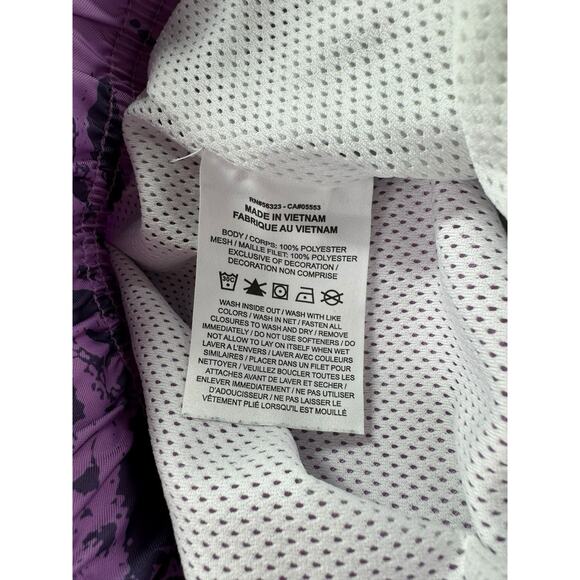 RN#56323 - CA#05553
MADE IN VIETNAM
FABRIQUE AU VIETNAM
BODY / CORPS: 100% POLYESTER
MESH / MAILLE FILET: 100% POLYESTER
EXCLUSIVE OF DECORATION /
DECORATION NON COMPRISE
30C
WASH INSIDE OUT / WASH WITH LIKE
COLORS / WASH IN NET / FASTEN ALL
CLOSURES TO WASH AND DRY / REMOVE
IMMEDIATELY / DO NOT USE SOFTENERS / DO
NOT ALLOW TO LAY ON ITSELF WHEN WET
LAVER A L'ENVERS / LAVER AVEC COULEURS
SIMILAIRES / PLACER DANS UN FILET POUR
NETTOYER / VEUILLEZ BOUCLER TOUTES LES
ATTACHES AVANT DE LAVER ET SECHER /
ENLEVER IMMÉDIATEMENT / NE PAS UTILISER
D'ADOUCISSEUR / NE PAS LAISSER LE
VÊTEMENT PLIÉ LORSQU'IL EST MOUILLÉ